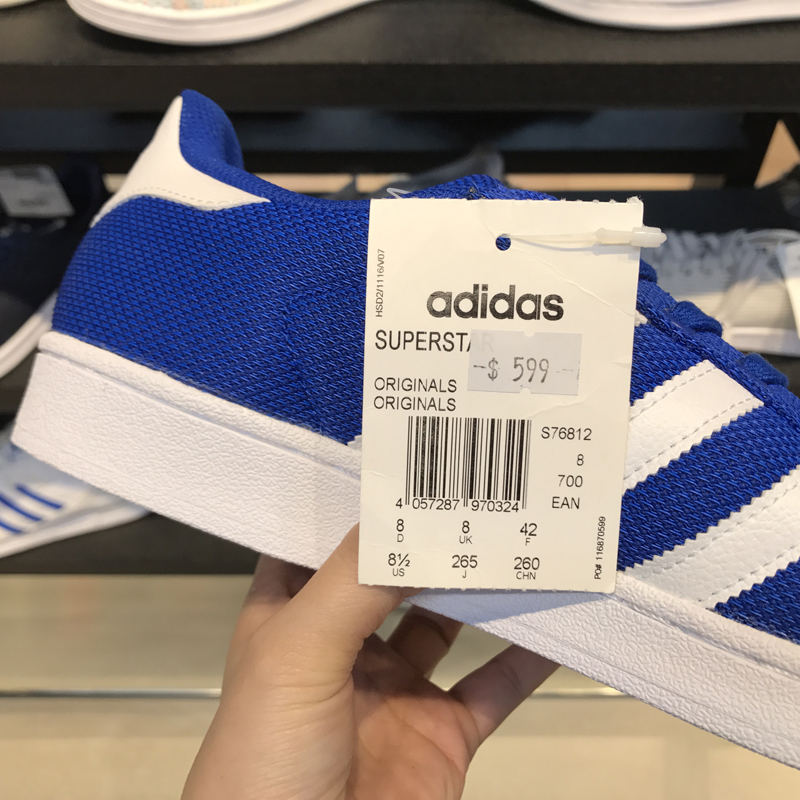 HSD2/1116/V07
adidas
SUPERSTAR
-$ 599-
ORIGINALS
ORIGINALS
S76812
8
700
EAN
4 057287 970324
8 8 42
D UK F
8½ 265 260
US J CHN
PO# 116870599